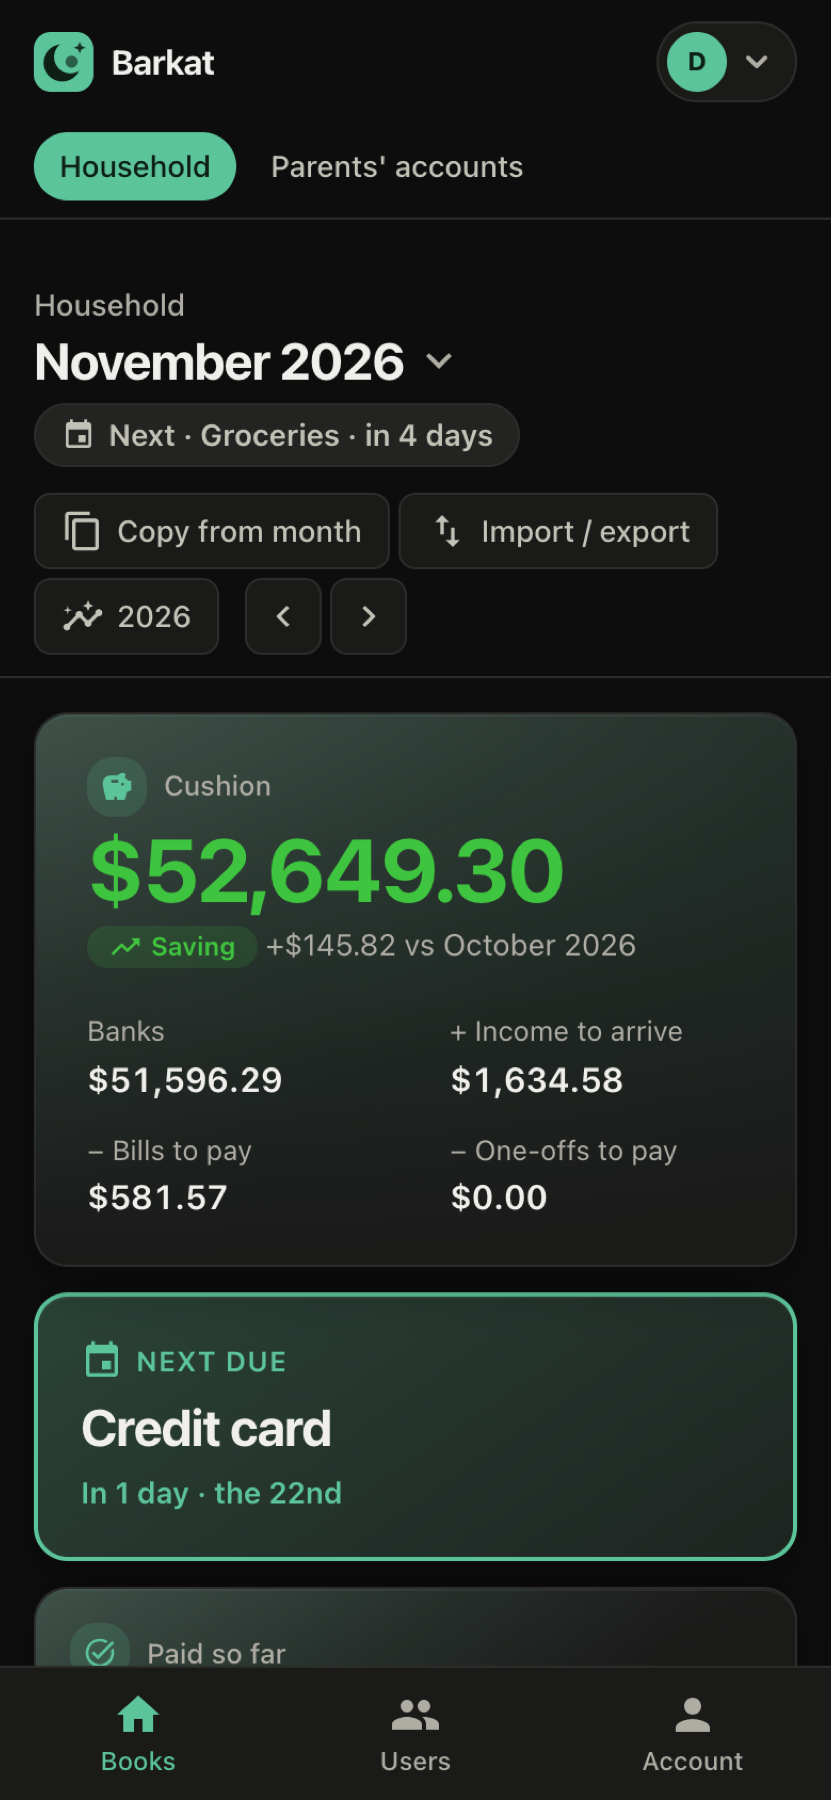 Barkat
D
Household
Parents' accounts
Household
November 2026
Next · Groceries · in 4 days
Copy from month
Import / export
2026
Cushion
$52,649.30
Saving +$145.82 vs October 2026
Banks
$51,596.29
+ Income to arrive
$1,634.58
– Bills to pay
$581.57
– One-offs to pay
$0.00
NEXT DUE
Credit card
In 1 day · the 22nd
Paid so far
Books
Users
Account